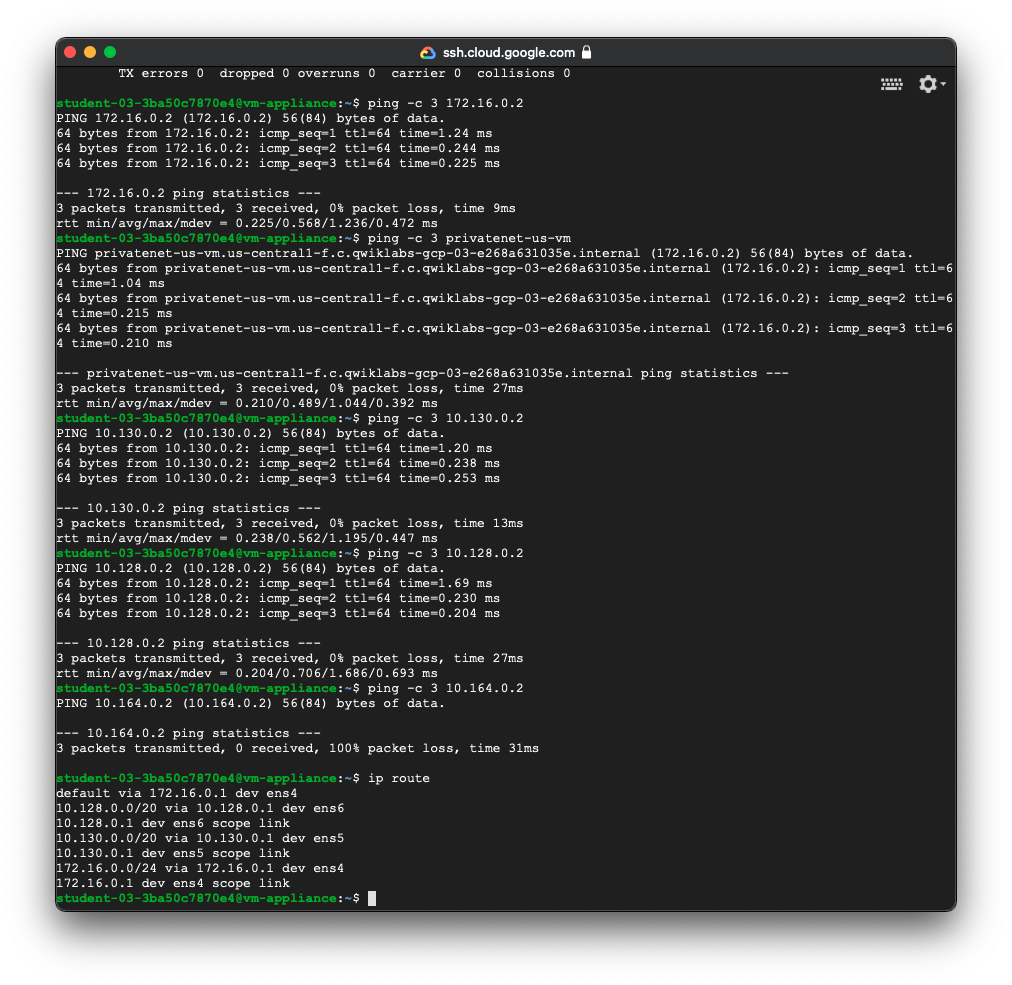 ssh.cloud.google.com
TX errors 0  dropped 0 overruns 0  carrier 0  collisions 0
student-03-3ba50c7870e4@vm-appliance:~$ ping -c 3 172.16.0.2
PING 172.16.0.2 (172.16.0.2) 56(84) bytes of data.
64 bytes from 172.16.0.2: icmp_seq=1 ttl=64 time=1.24 ms
64 bytes from 172.16.0.2: icmp_seq=2 ttl=64 time=0.244 ms
64 bytes from 172.16.0.2: icmp_seq=3 ttl=64 time=0.225 ms
--- 172.16.0.2 ping statistics ---
3 packets transmitted, 3 received, 0% packet loss, time 9ms
rtt min/avg/max/mdev = 0.225/0.568/1.236/0.472 ms
student-03-3ba50c7870e4@vm-appliance:~$ ping -c 3 privatenet-us-vm
PING privatenet-us-vm.us-central1-f.c.qwiklabs-gcp-03-e268a631035e.internal (172.16.0.2) 56(84) bytes of data.
64 bytes from privatenet-us-vm.us-central1-f.c.qwiklabs-gcp-03-e268a631035e.internal (172.16.0.2): icmp_seq=1 ttl=6
4 time=1.04 ms
64 bytes from privatenet-us-vm.us-central1-f.c.qwiklabs-gcp-03-e268a631035e.internal (172.16.0.2): icmp_seq=2 ttl=6
4 time=0.215 ms
64 bytes from privatenet-us-vm.us-central1-f.c.qwiklabs-gcp-03-e268a631035e.internal (172.16.0.2): icmp_seq=3 ttl=6
4 time=0.210 ms
--- privatenet-us-vm.us-central1-f.c.qwiklabs-gcp-03-e268a631035e.internal ping statistics ---
3 packets transmitted, 3 received, 0% packet loss, time 27ms
rtt min/avg/max/mdev = 0.210/0.489/1.044/0.392 ms
student-03-3ba50c7870e4@vm-appliance:~$ ping -c 3 10.130.0.2
PING 10.130.0.2 (10.130.0.2) 56(84) bytes of data.
64 bytes from 10.130.0.2: icmp_seq=1 ttl=64 time=1.20 ms
64 bytes from 10.130.0.2: icmp_seq=2 ttl=64 time=0.238 ms
64 bytes from 10.130.0.2: icmp_seq=3 ttl=64 time=0.253 ms
--- 10.130.0.2 ping statistics ---
3 packets transmitted, 3 received, 0% packet loss, time 13ms
rtt min/avg/max/mdev = 0.238/0.562/1.195/0.447 ms
student-03-3ba50c7870e4@vm-appliance:~$ ping -c 3 10.128.0.2
PING 10.128.0.2 (10.128.0.2) 56(84) bytes of data.
64 bytes from 10.128.0.2: icmp_seq=1 ttl=64 time=1.69 ms
64 bytes from 10.128.0.2: icmp_seq=2 ttl=64 time=0.230 ms
64 bytes from 10.128.0.2: icmp_seq=3 ttl=64 time=0.204 ms
--- 10.128.0.2 ping statistics ---
3 packets transmitted, 3 received, 0% packet loss, time 27ms
rtt min/avg/max/mdev = 0.204/0.706/1.686/0.693 ms
student-03-3ba50c7870e4@vm-appliance:~$ ping -c 3 10.164.0.2
PING 10.164.0.2 (10.164.0.2) 56(84) bytes of data.
--- 10.164.0.2 ping statistics ---
3 packets transmitted, 0 received, 100% packet loss, time 31ms
student-03-3ba50c7870e4@vm-appliance:~$ ip route
default via 172.16.0.1 dev ens4
10.128.0.0/20 via 10.128.0.1 dev ens6
10.128.0.1 dev ens6 scope link
10.130.0.0/20 via 10.130.0.1 dev ens5
10.130.0.1 dev ens5 scope link
172.16.0.0/24 via 172.16.0.1 dev ens4
172.16.0.1 dev ens4 scope link
student-03-3ba50c7870e4@vm-appliance:~$